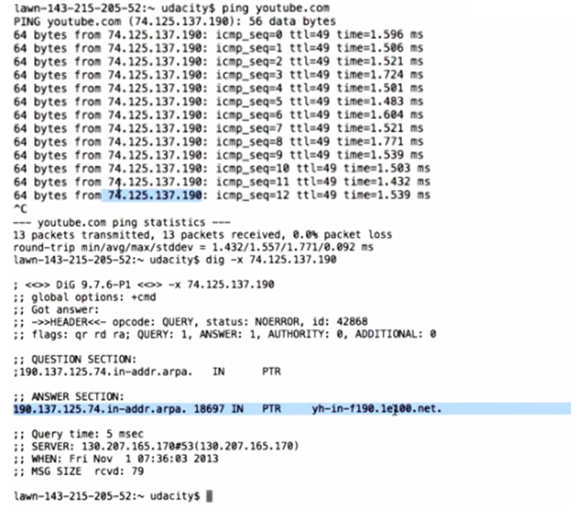 lawn-143-215-205-52:~ udacity$ ping youtube.com
PING youtube.com (74.125.137.190): 56 data bytes
64 bytes from 74.125.137.190: icmp_seq=0 ttl=49 time=1.596 ms
64 bytes from 74.125.137.190: icmp_seq=1 ttl=49 time=1.506 ms
64 bytes from 74.125.137.190: icmp_seq=2 ttl=49 time=1.521 ms
64 bytes from 74.125.137.190: icmp_seq=3 ttl=49 time=1.724 ms
64 bytes from 74.125.137.190: icmp_seq=4 ttl=49 time=1.501 ms
64 bytes from 74.125.137.190: icmp_seq=5 ttl=49 time=1.483 ms
64 bytes from 74.125.137.190: icmp_seq=6 ttl=49 time=1.604 ms
64 bytes from 74.125.137.190: icmp_seq=7 ttl=49 time=1.521 ms
64 bytes from 74.125.137.190: icmp_seq=8 ttl=49 time=1.771 ms
64 bytes from 74.125.137.190: icmp_seq=9 ttl=49 time=1.539 ms
64 bytes from 74.125.137.190: icmp_seq=10 ttl=49 time=1.503 ms
64 bytes from 74.125.137.190: icmp_seq=11 ttl=49 time=1.432 ms
64 bytes from 74.125.137.190: icmp_seq=12 ttl=49 time=1.539 ms
^C
--- youtube.com ping statistics ---
13 packets transmitted, 13 packets received, 0.0% packet loss
round-trip min/avg/max/stddev = 1.432/1.557/1.771/0.092 ms
lawn-143-215-205-52:~ udacity$ dig -x 74.125.137.190
; <<>> DiG 9.7.6-P1 <<>> -x 74.125.137.190
;; global options: +cmd
;; Got answer:
;; ->>HEADER<<- opcode: QUERY, status: NOERROR, id: 42868
;; flags: qr rd ra; QUERY: 1, ANSWER: 1, AUTHORITY: 0, ADDITIONAL: 0
;; QUESTION SECTION:
;190.137.125.74.in-addr.arpa. IN PTR
;; ANSWER SECTION:
190.137.125.74.in-addr.arpa. 18697 IN PTR yh-in-f190.1e100.net.
;; Query time: 5 msec
;; SERVER: 130.207.165.170#53(130.207.165.170)
;; WHEN: Fri Nov 1 07:36:03 2013
;; MSG SIZE rcvd: 79
lawn-143-215-205-52:~ udacity$